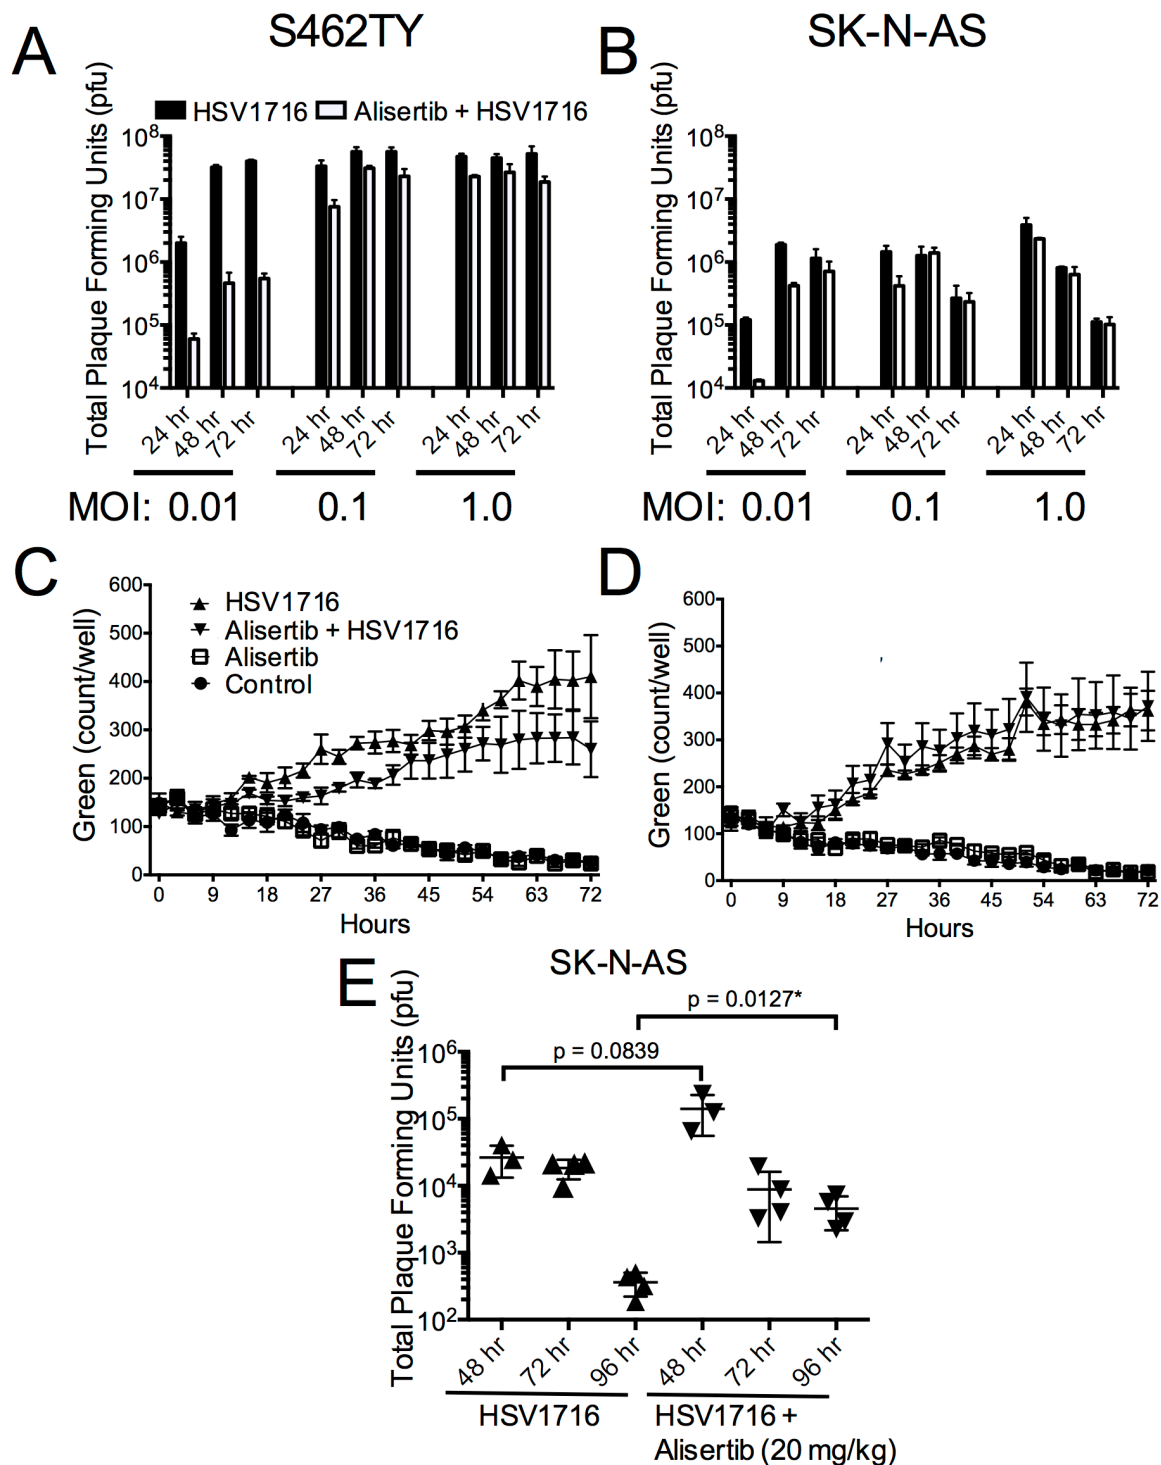 A
S462TY
B
SK-N-AS
HSV1716
Alisertib + HSV1716
Total Plaque Forming Units (pfu)
10^8
10^7
10^6
10^5
10^4
24 hr
48 hr
72 hr
24 hr
48 hr
72 hr
24 hr
48 hr
72 hr
MOI: 0.01
0.1
1.0
Total Plaque Forming Units (pfu)
10^8
10^7
10^6
10^5
10^4
24 hr
48 hr
72 hr
24 hr
48 hr
72 hr
24 hr
48 hr
72 hr
MOI: 0.01
0.1
1.0
C
Green (count/well)
600
500
400
300
200
100
0
HSV1716
Alisertib + HSV1716
Alisertib
Control
0 9 18 27 36 45 54 63 72
Hours
D
Green (count/well)
600
500
400
300
200
100
0
0 9 18 27 36 45 54 63 72
Hours
E
SK-N-AS
Total Plaque Forming Units (pfu)
p = 0.0127*
p = 0.0839
10^6
10^5
10^4
10^3
10^2
48 hr
72 hr
96 hr
48 hr
72 hr
96 hr
HSV1716
HSV1716 +
Alisertib (20 mg/kg)